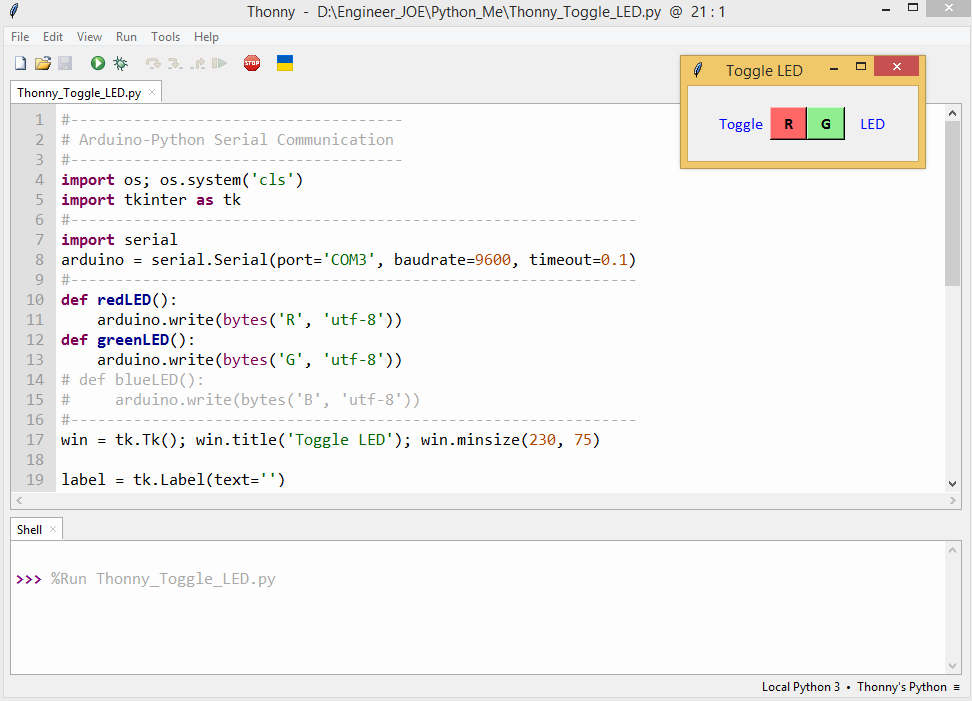 Thonny - D:\Engineer_JOE\Python_Me\Thonny_Toggle_LED.py @ 21 : 1
File Edit View Run Tools Help
STOP
Toggle LED
Toggle R G LED
Thonny_Toggle_LED.py
1 #-------------------------------------
2 # Arduino-Python Serial Communication
3 #-------------------------------------
4 import os; os.system('cls')
5 import tkinter as tk
6 #---------------------------------------------------------------
7 import serial
8 arduino = serial.Serial(port='COM3', baudrate=9600, timeout=0.1)
9 #---------------------------------------------------------------
10 def redLED():
11     arduino.write(bytes('R', 'utf-8'))
12 def greenLED():
13     arduino.write(bytes('G', 'utf-8'))
14 # def blueLED():
15 #     arduino.write(bytes('B', 'utf-8'))
16 #---------------------------------------------------------------
17 win = tk.Tk(); win.title('Toggle LED'); win.minsize(230, 75)
18
19 label = tk.Label(text='')
Shell
>>> %Run Thonny_Toggle_LED.py
Local Python 3 • Thonny's Python ≡